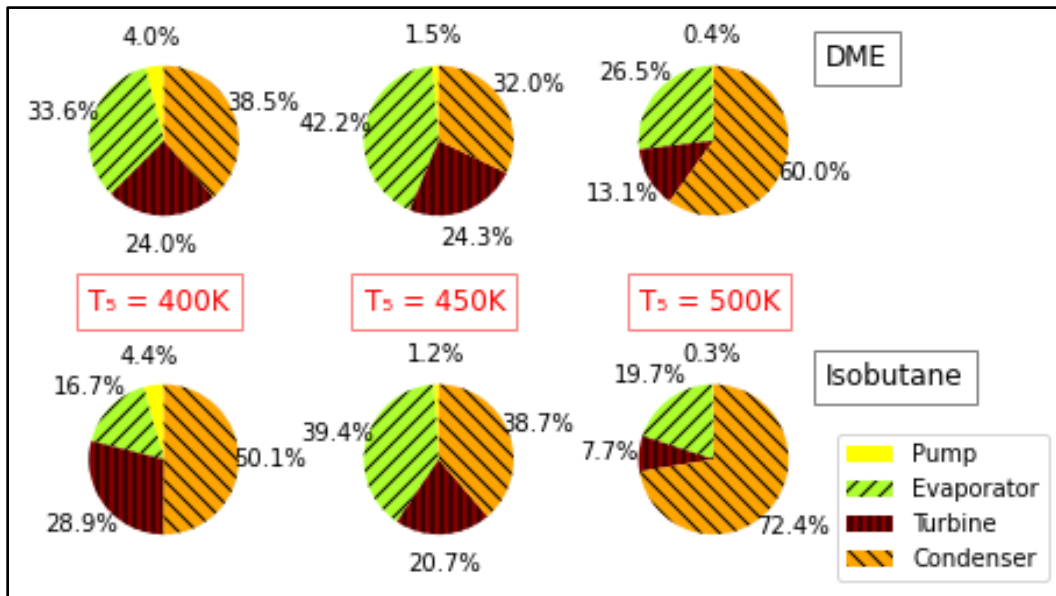 4.0%
1.5%
0.4%
DME
33.6%
38.5%
42.2%
32.0%
26.5%
60.0%
13.1%
24.0%
24.3%
T₅ = 400K
T₅ = 450K
T₅ = 500K
4.4%
1.2%
0.3%
Isobutane
16.7%
50.1%
28.9%
39.4%
38.7%
20.7%
19.7%
7.7%
72.4%
Pump
Evaporator
Turbine
Condenser